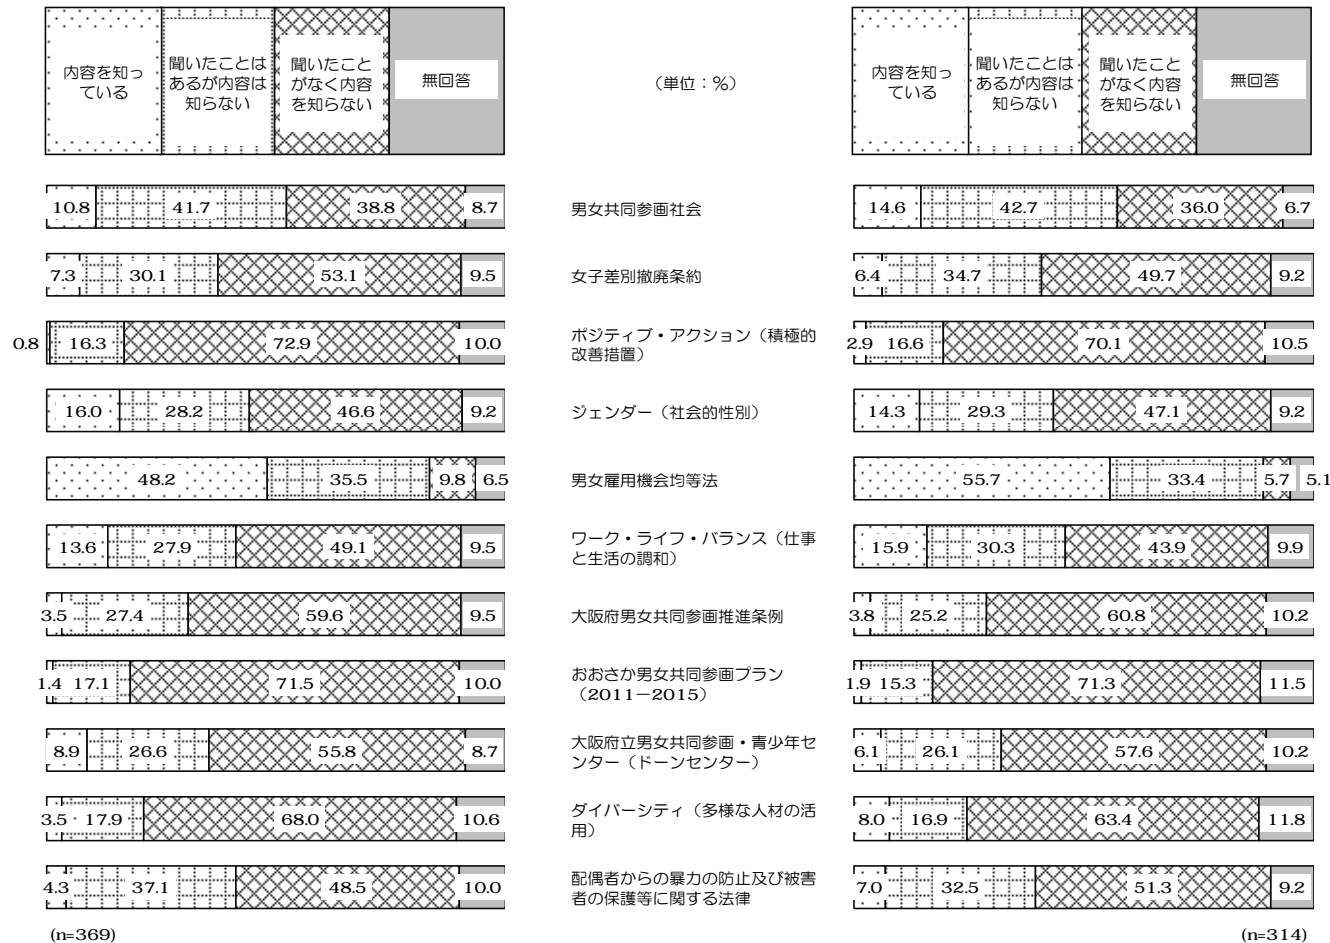 内容を知っ
ている
聞いたことは
あるが内容は
知らない
聞いたこと
がなく内容
を知らない
無回答
（単位：％）
内容を知っ
ている
聞いたことは
あるが内容は
知らない
聞いたこと
がなく内容
を知らない
無回答
10.8 41.7 38.8 8.7
男女共同参画社会
14.6 42.7 36.0 6.7
7.3 30.1 53.1 9.5
女子差別撤廃条約
6.4 34.7 49.7 9.2
0.8 16.3 72.9 10.0
ポジティブ・アクション（積極的
改善措置）
2.9 16.6 70.1 10.5
16.0 28.2 46.6 9.2
ジェンダー（社会的性別）
14.3 29.3 47.1 9.2
48.2 35.5 9.8 6.5
男女雇用機会均等法
55.7 33.4 5.7 5.1
13.6 27.9 49.1 9.5
ワーク・ライフ・バランス（仕事
と生活の調和）
15.9 30.3 43.9 9.9
3.5 27.4 59.6 9.5
大阪府男女共同参画推進条例
3.8 25.2 60.8 10.2
1.4 17.1 71.5 10.0
おおさか男女共同参画プラン
（2011－2015）
1.9 15.3 71.3 11.5
8.9 26.6 55.8 8.7
大阪府立男女共同参画・青少年セ
ンター（ドーンセンター）
6.1 26.1 57.6 10.2
3.5 17.9 68.0 10.6
ダイバーシティ（多様な人材の活
用）
8.0 16.9 63.4 11.8
4.3 37.1 48.5 10.0
配偶者からの暴力の防止及び被害
者の保護等に関する法律
7.0 32.5 51.3 9.2
(n=369)
(n=314)